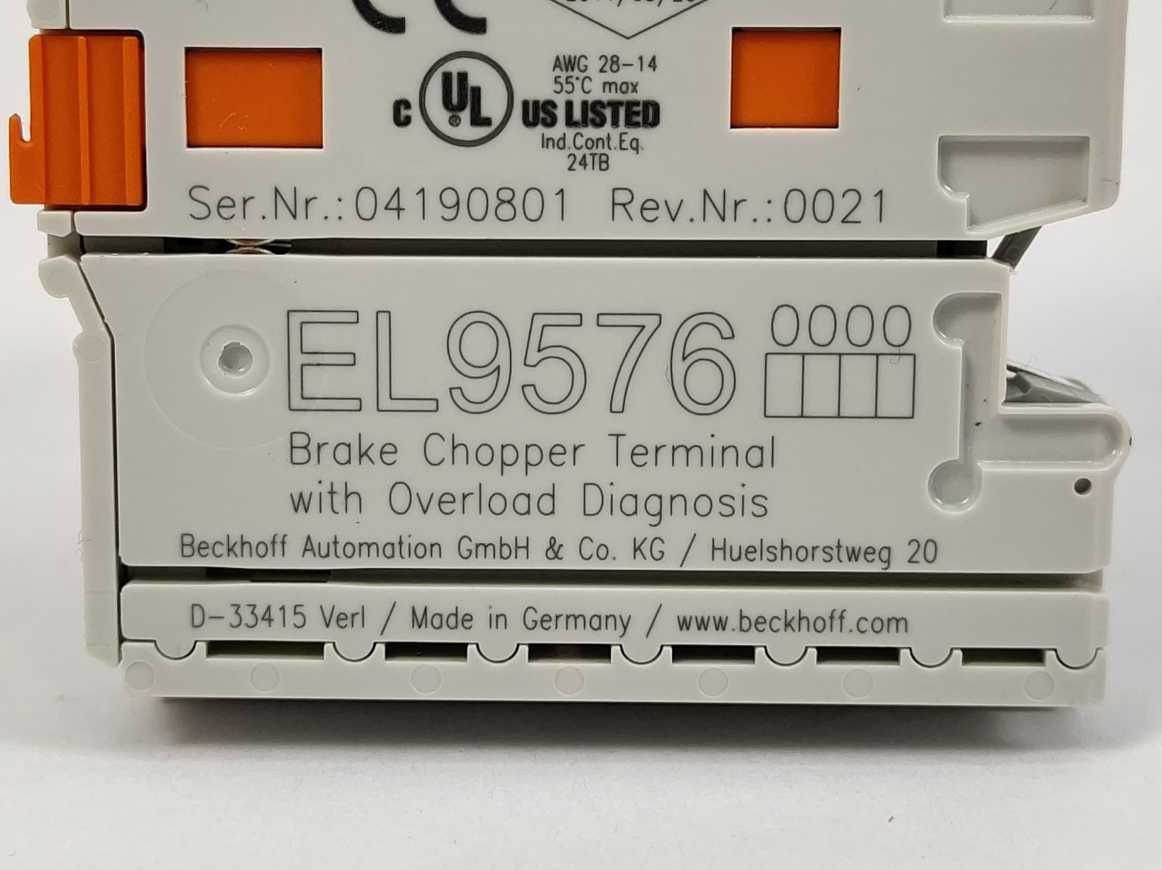 CE
AWG 28-14
55°C max
C UL® US LISTED
Ind.Cont.Eq.
24TB
Ser.Nr.:04190801 Rev.Nr.:0021
EL9576 0000
Brake Chopper Terminal
with Overload Diagnosis
Beckhoff Automation GmbH & Co. KG / Huelshorstweg 20
D-33415 Verl / Made in Germany / www.beckhoff.com